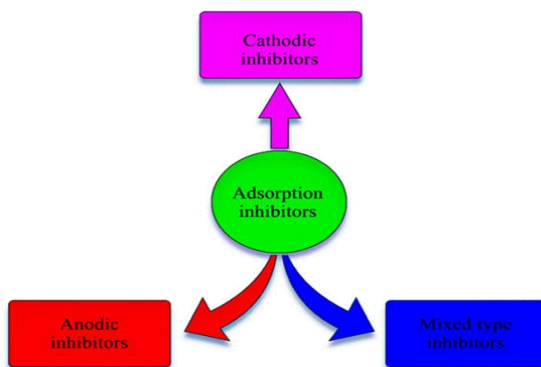 Cathodic
inhibitors
Adsorption
inhibitors
Anodic
inhibitors
Mixed type
inhibitors